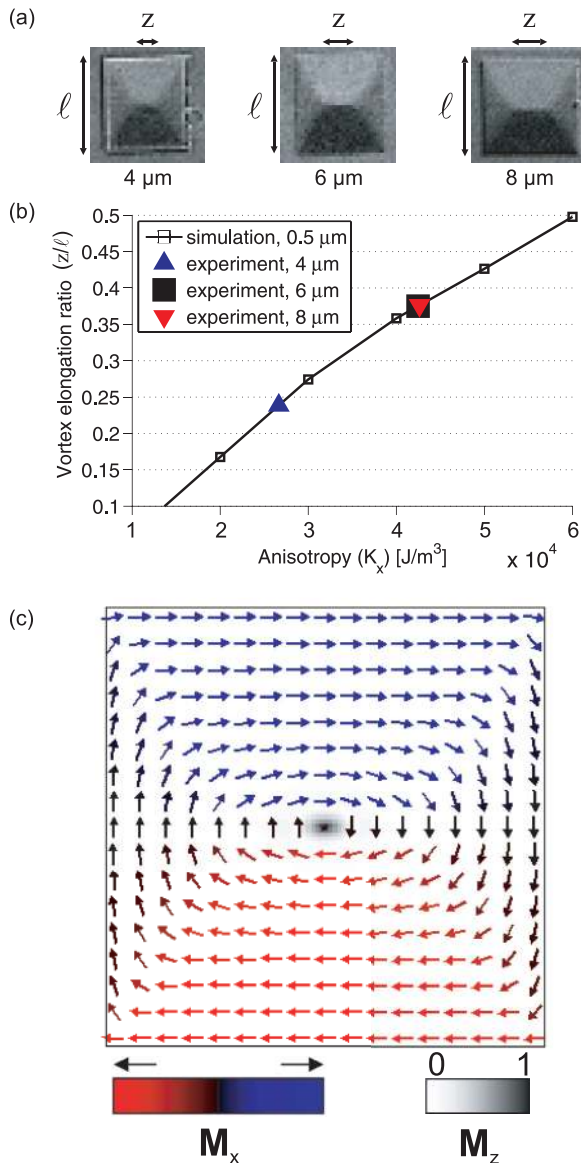 (a)
z z z
ℓ ℓ ℓ
4 μm 6 μm 8 μm
(b)
Vortex elongation ratio (z/ℓ)
0.5
0.45
0.4
0.35
0.3
0.25
0.2
0.15
0.1
simulation, 0.5 μm
experiment, 4 μm
experiment, 6 μm
experiment, 8 μm
1 2 3 4 5 6
Anisotropy (Kx) [J/m³]
x 10⁴
(c)
0 1
Mx Mz